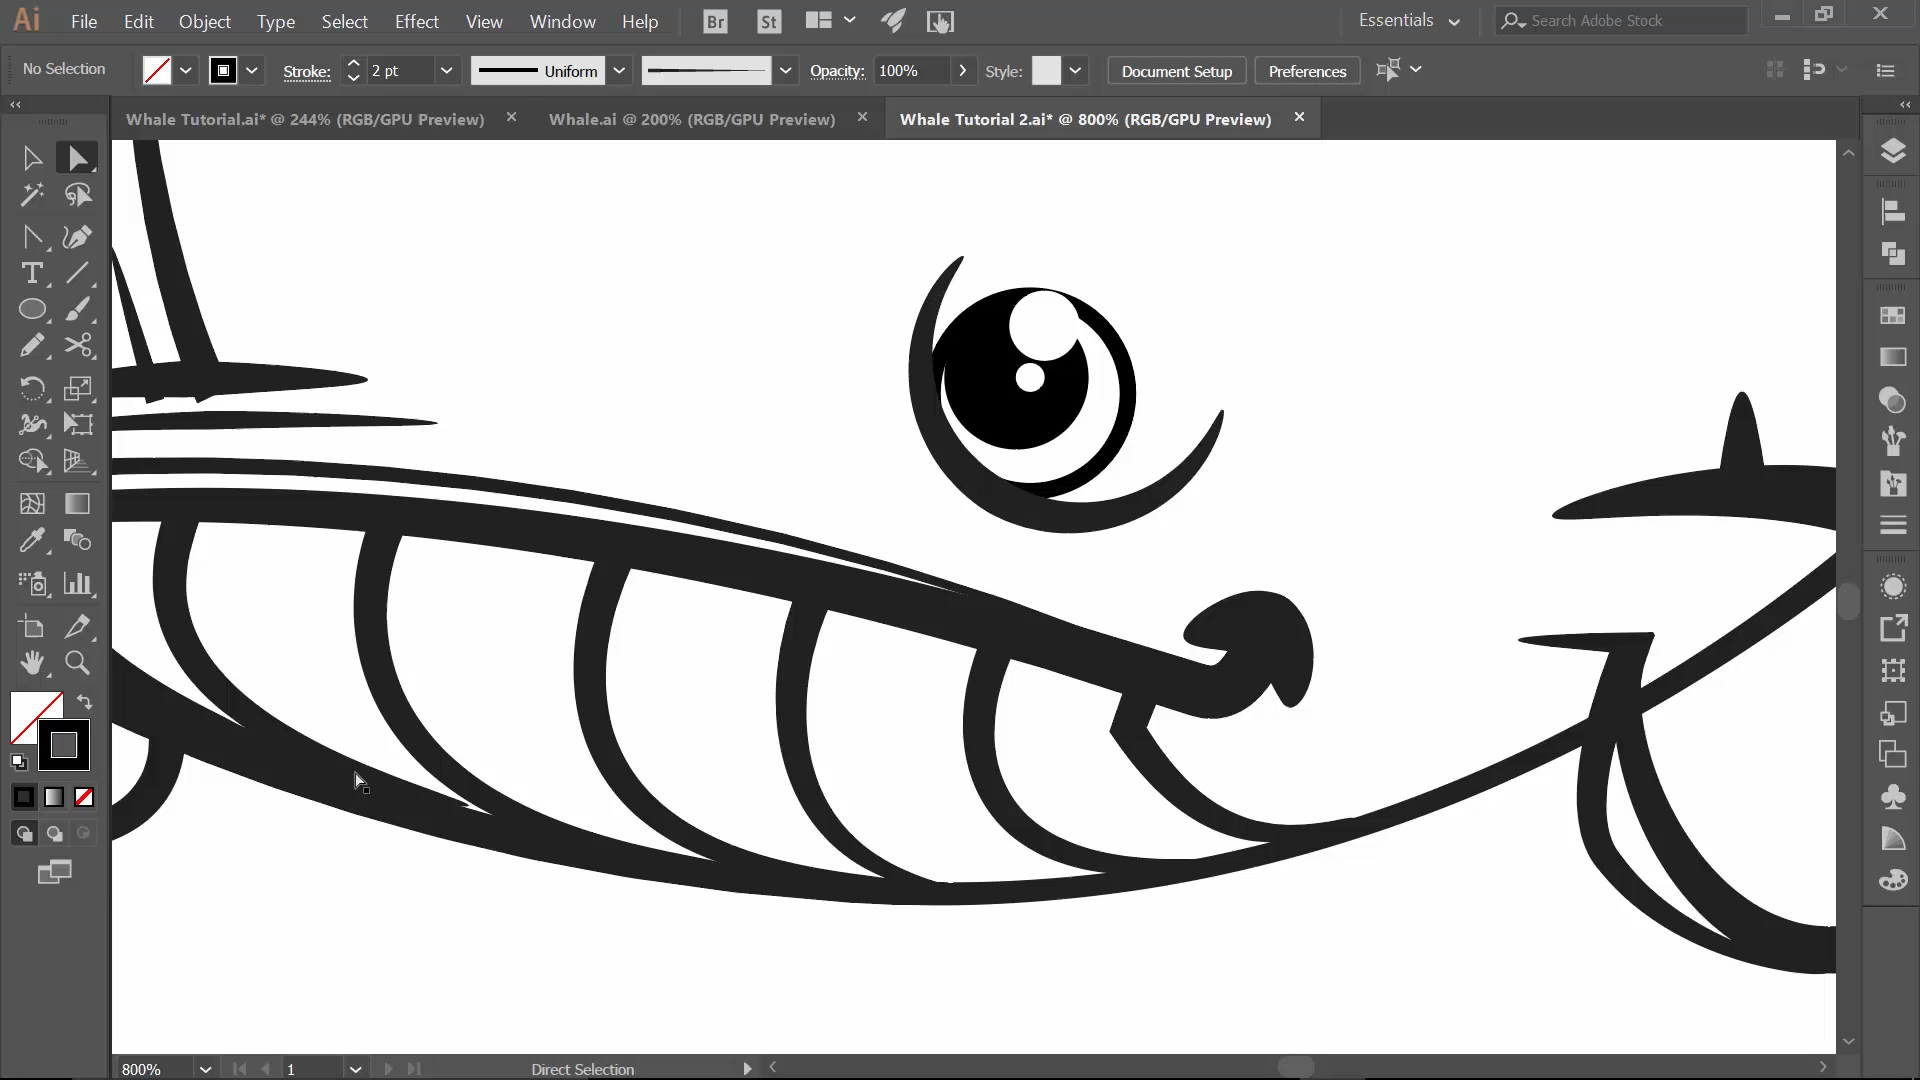 Ai File Edit Object Type Select Effect View Window Help Br St Essentials Search Adobe Stock
No Selection Stroke: 2 pt Uniform Opacity: 100% Style: Document Setup Preferences
Whale Tutorial.ai* @ 244% (RGB/GPU Preview) Whale.ai @ 200% (RGB/GPU Preview) Whale Tutorial 2.ai* @ 800% (RGB/GPU Preview)
800% 1 Direct Selection